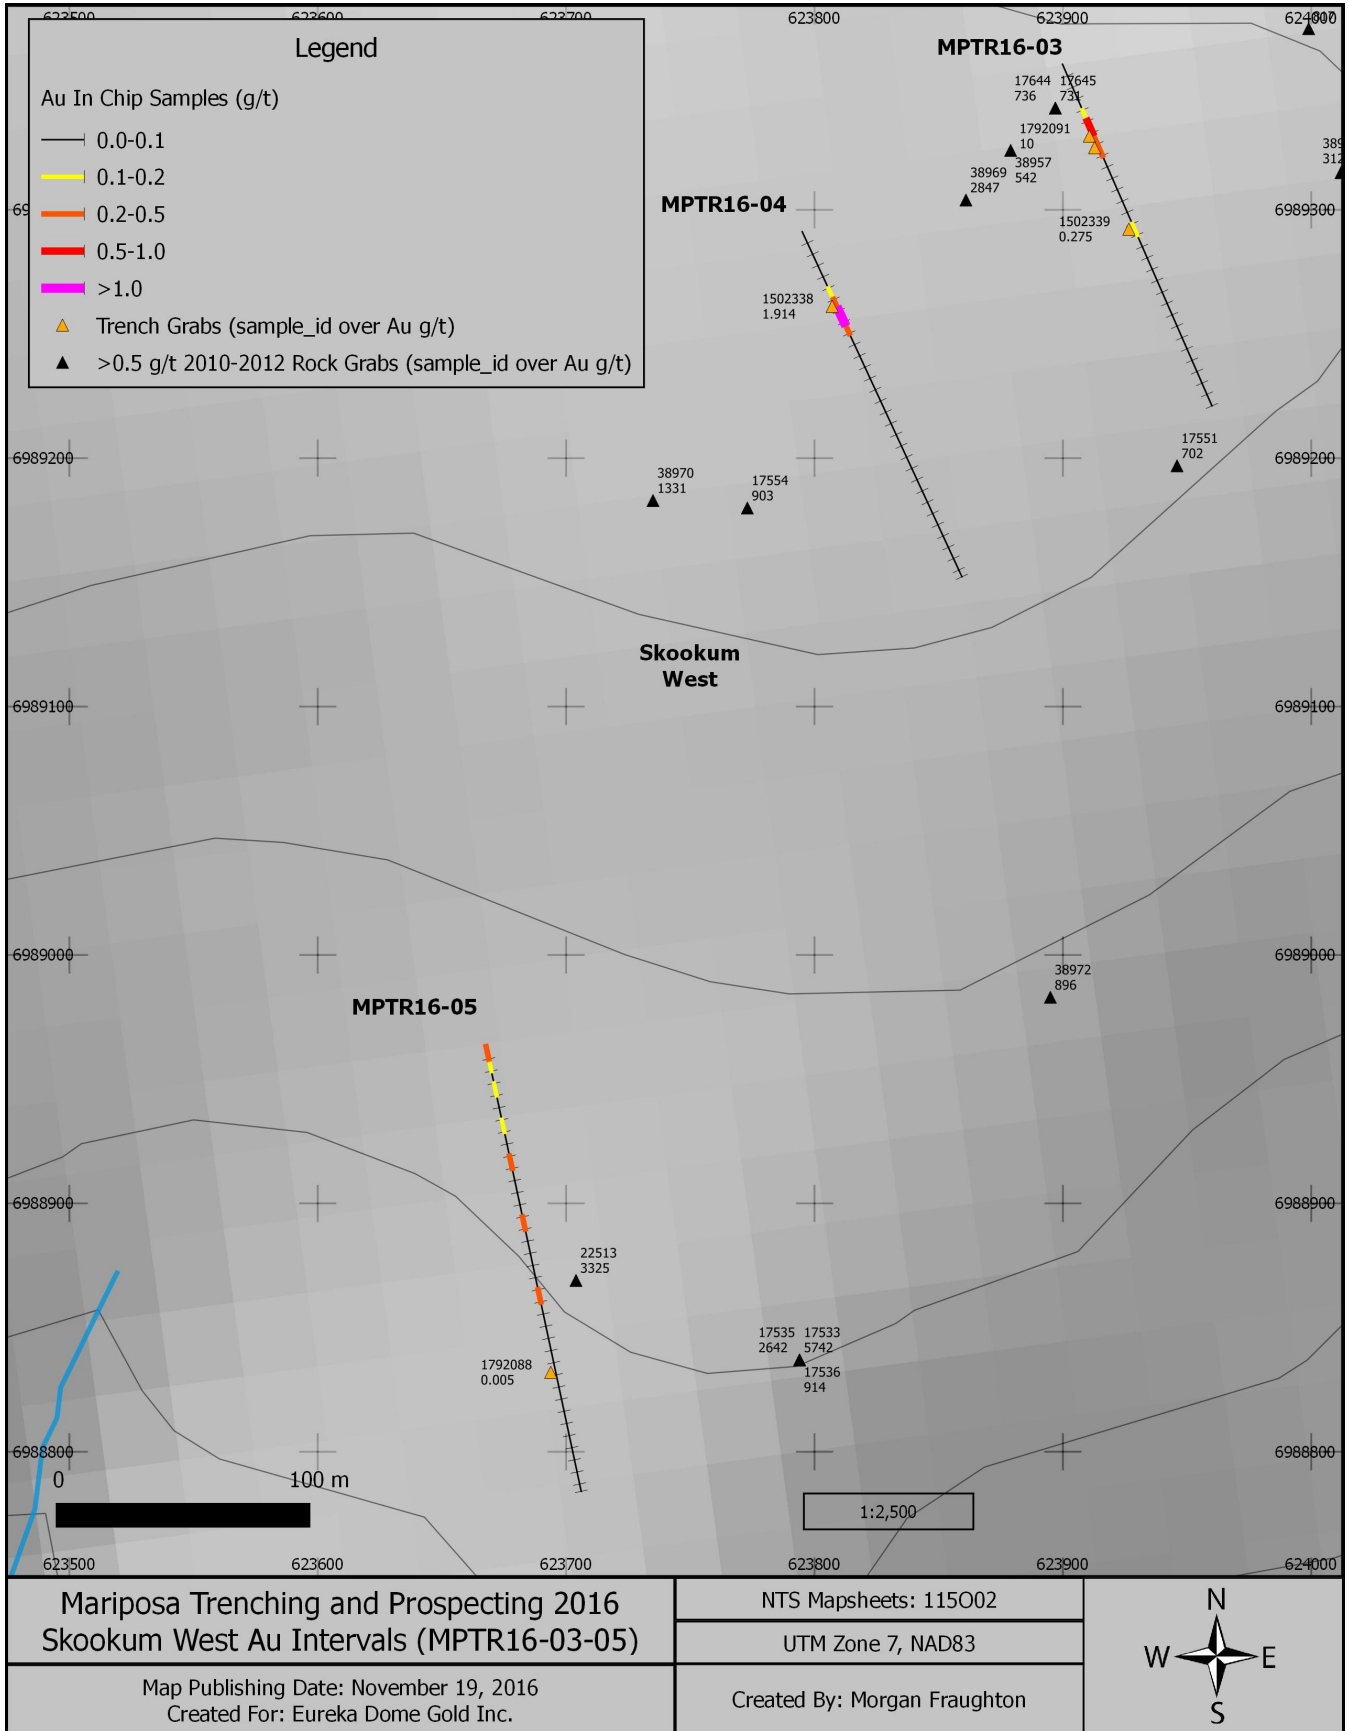 623500 623600 623700 623800 623900 624000
Legend
Au In Chip Samples (g/t)
0.0-0.1
0.1-0.2
0.2-0.5
0.5-1.0
>1.0
Trench Grabs (sample_id over Au g/t)
>0.5 g/t 2010-2012 Rock Grabs (sample_id over Au g/t)
MPTR16-03
17644 17645
736 731
1792091
10
38957
542
38969
2847
389
312
MPTR16-04
69
6989300
1502339
0.275
1502338
1.914
17551
702
6989200
6989200
38970
1331
17554
903
Skookum
West
6989100
6989100
6989000
6989000
38972
896
MPTR16-05
6988900
6988900
22513
3325
17535 17533
2642 5742
17536
914
1792088
0.005
6988800
6988800
0 100 m
1:2,500
623500 623600 623700 623800 623900 624000
Mariposa Trenching and Prospecting 2016
Skookum West Au Intervals (MPTR16-03-05)
Map Publishing Date: November 19, 2016
Created For: Eureka Dome Gold Inc.
NTS Mapsheets: 115O02
UTM Zone 7, NAD83
Created By: Morgan Fraughton
N
W E
S